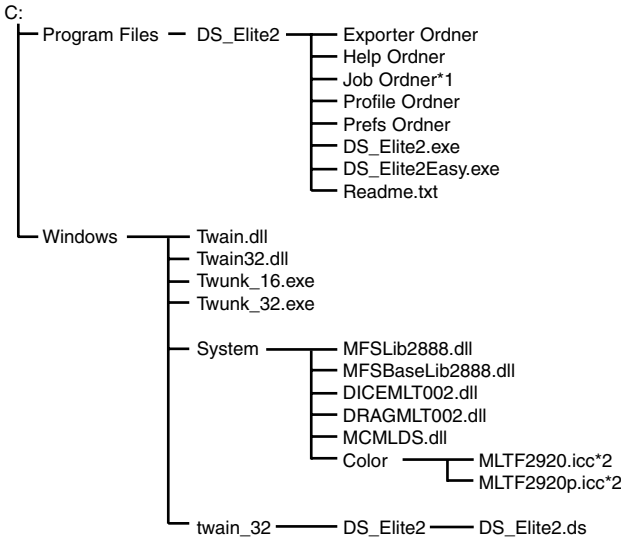 C:
Program Files DS_Elite2 Exporter Ordner
Help Ordner
Job Ordner*1
Profile Ordner
Prefs Ordner
DS_Elite2.exe
DS_Elite2Easy.exe
Readme.txt
Windows Twain.dll
Twain32.dll
Twunk_16.exe
Twunk_32.exe
System MFSLib2888.dll
MFSBaseLib2888.dll
DICEMLT002.dll
DRAGMLT002.dll
MCMLDS.dll
Color MLTF2920.icc*2
MLTF2920p.icc*2
twain_32 DS_Elite2 DS_Elite2.ds